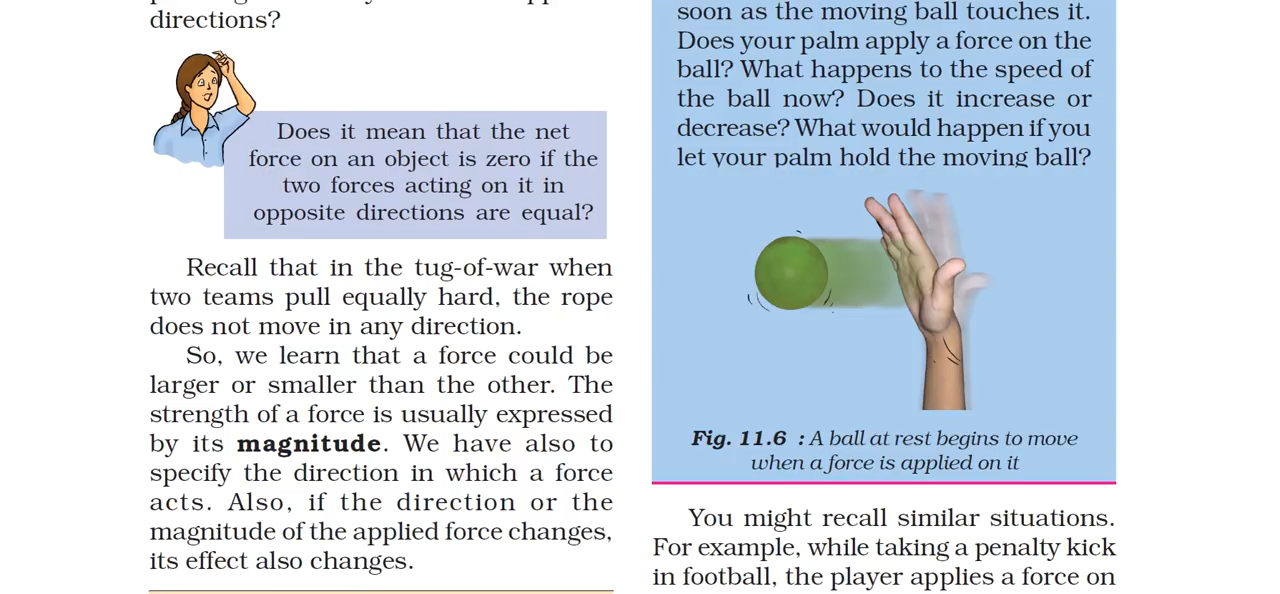 directions?
Does it mean that the net
force on an object is zero if the
two forces acting on it in
opposite directions are equal?
Recall that in the tug-of-war when
two teams pull equally hard, the rope
does not move in any direction.
So, we learn that a force could be
larger or smaller than the other. The
strength of a force is usually expressed
by its magnitude. We have also to
specify the direction in which a force
acts. Also, if the direction or the
magnitude of the applied force changes,
its effect also changes.
soon as the moving ball touches it.
Does your palm apply a force on the
ball? What happens to the speed of
the ball now? Does it increase or
decrease? What would happen if you
let your palm hold the moving ball?
Fig. 11.6 : A ball at rest begins to move
when a force is applied on it
You might recall similar situations.
For example, while taking a penalty kick
in football, the player applies a force on